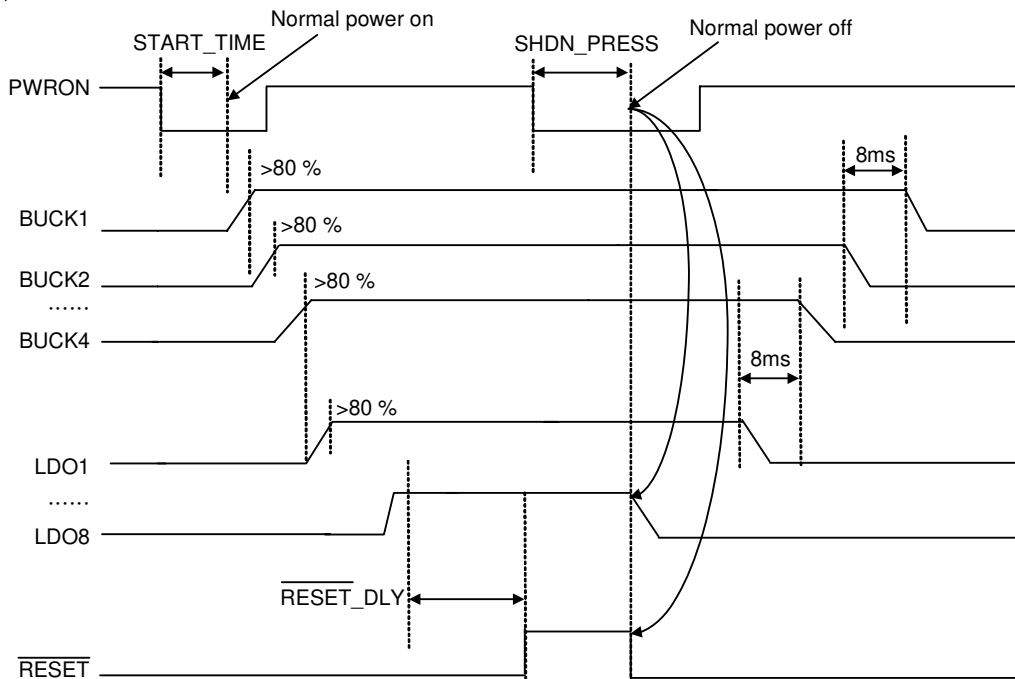 Normal power on
START_TIME
SHDN_PRESS
Normal power off
PWRON
8ms
>80 %
BUCK1
>80 %
BUCK2
>80 %
......
BUCK4
8ms
>80 %
LDO1
......
LDO8
RESET_DLY
RESET